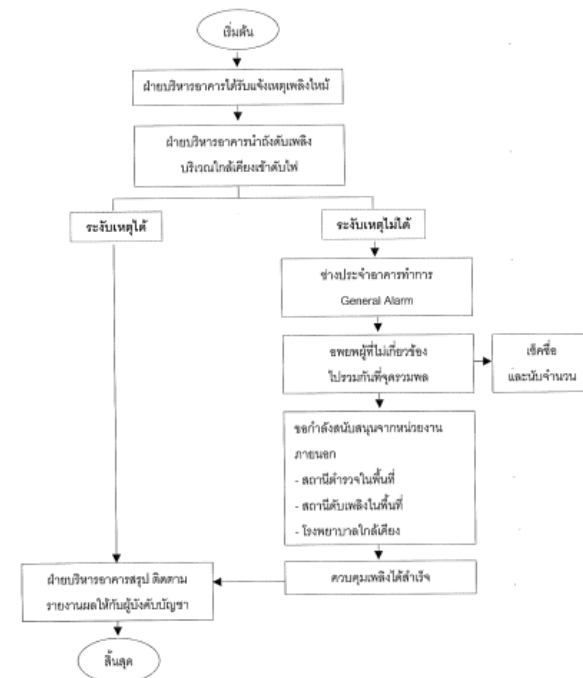 เริ่มต้น
ฝ่ายบริหารอาคารได้รับแจ้งเหตุเพลิงไหม้
ฝ่ายบริหารอาคารนำถังดับเพลิง
บริเวณใกล้เคียงเข้าดับไฟ
ระงับเหตุได้
ระงับเหตุไม่ได้
ช่างประจำอาคารทำการ
General Alarm
อพยพผู้ที่ไม่เกี่ยวข้อง
ไปรวมกันที่จุดรวมพล
เช็คชื่อ
และนับจำนวน
ขอกำลังสนับสนุนจากหน่วยงาน
ภายนอก
- สถานีตำรวจในพื้นที่
- สถานีดับเพลิงในพื้นที่
- โรงพยาบาลใกล้เคียง
ควบคุมเพลิงได้สำเร็จ
ฝ่ายบริหารอาคารสรุป ติดตาม
รายงานผลให้กับผู้บังคับบัญชา
สิ้นสุด